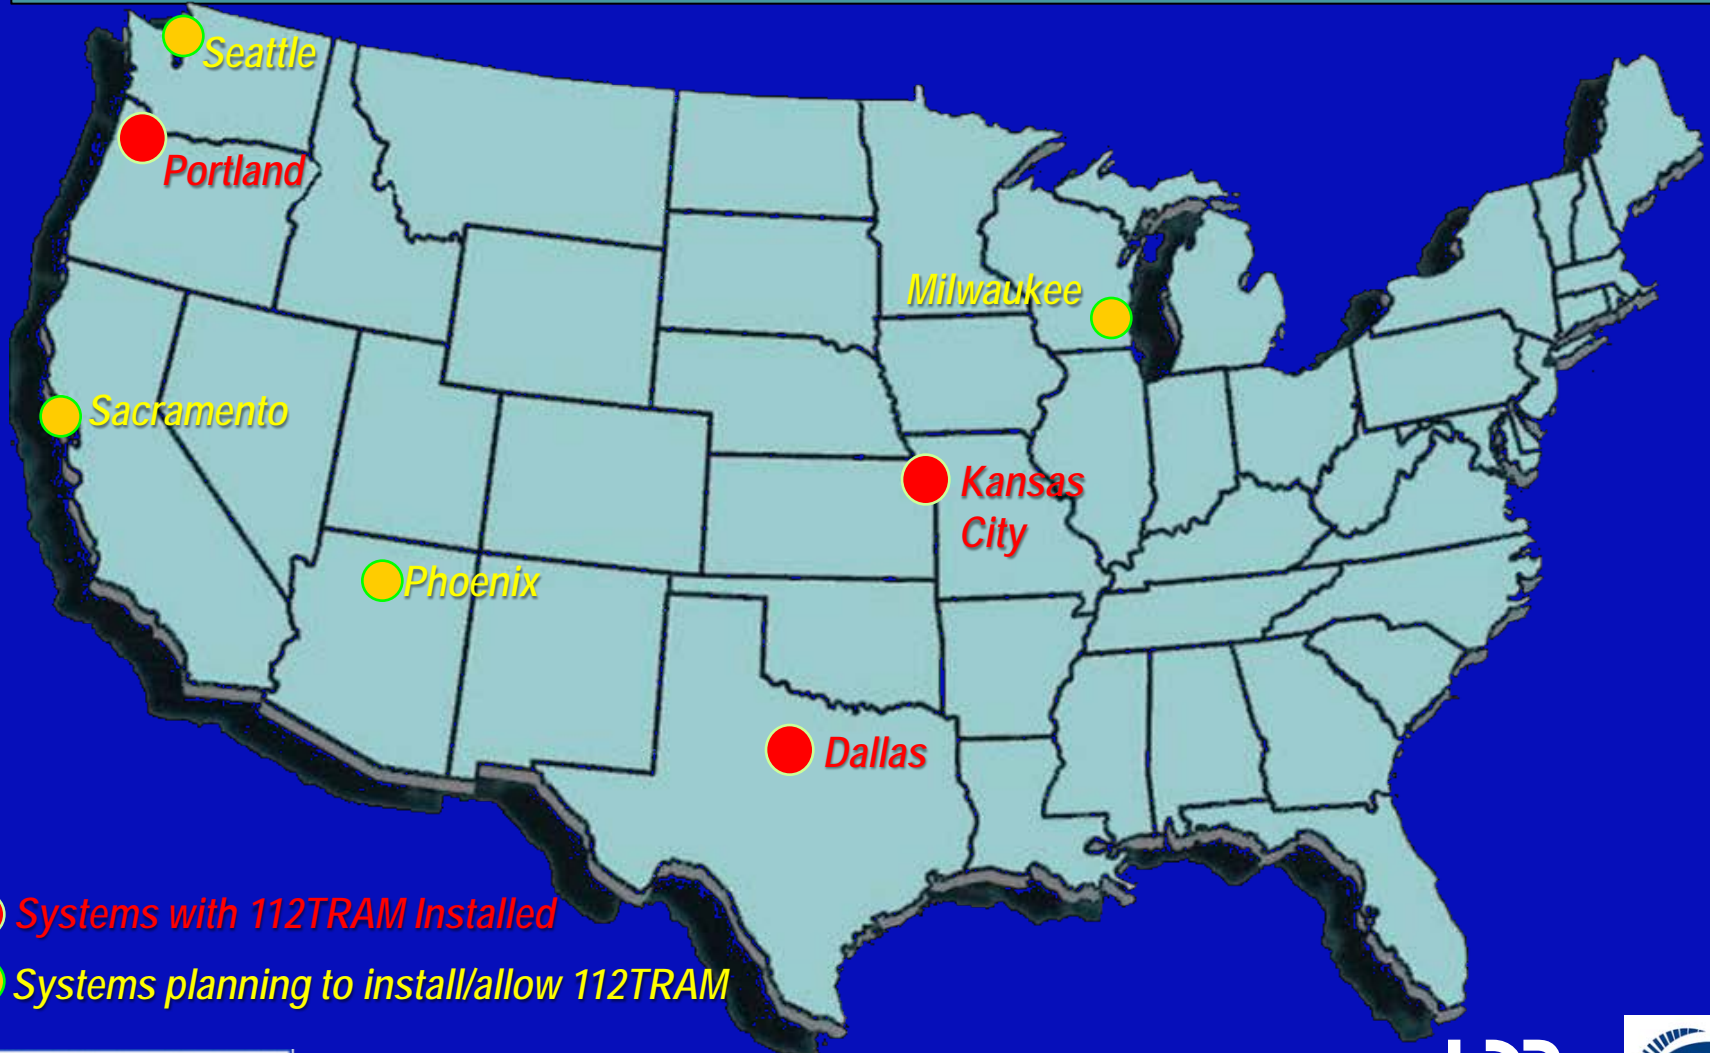 Seattle
Portland
Milwaukee
Sacramento
Kansas
City
Phoenix
Dallas
Systems with 112TRAM Installed
Systems planning to install/allow 112TRAM